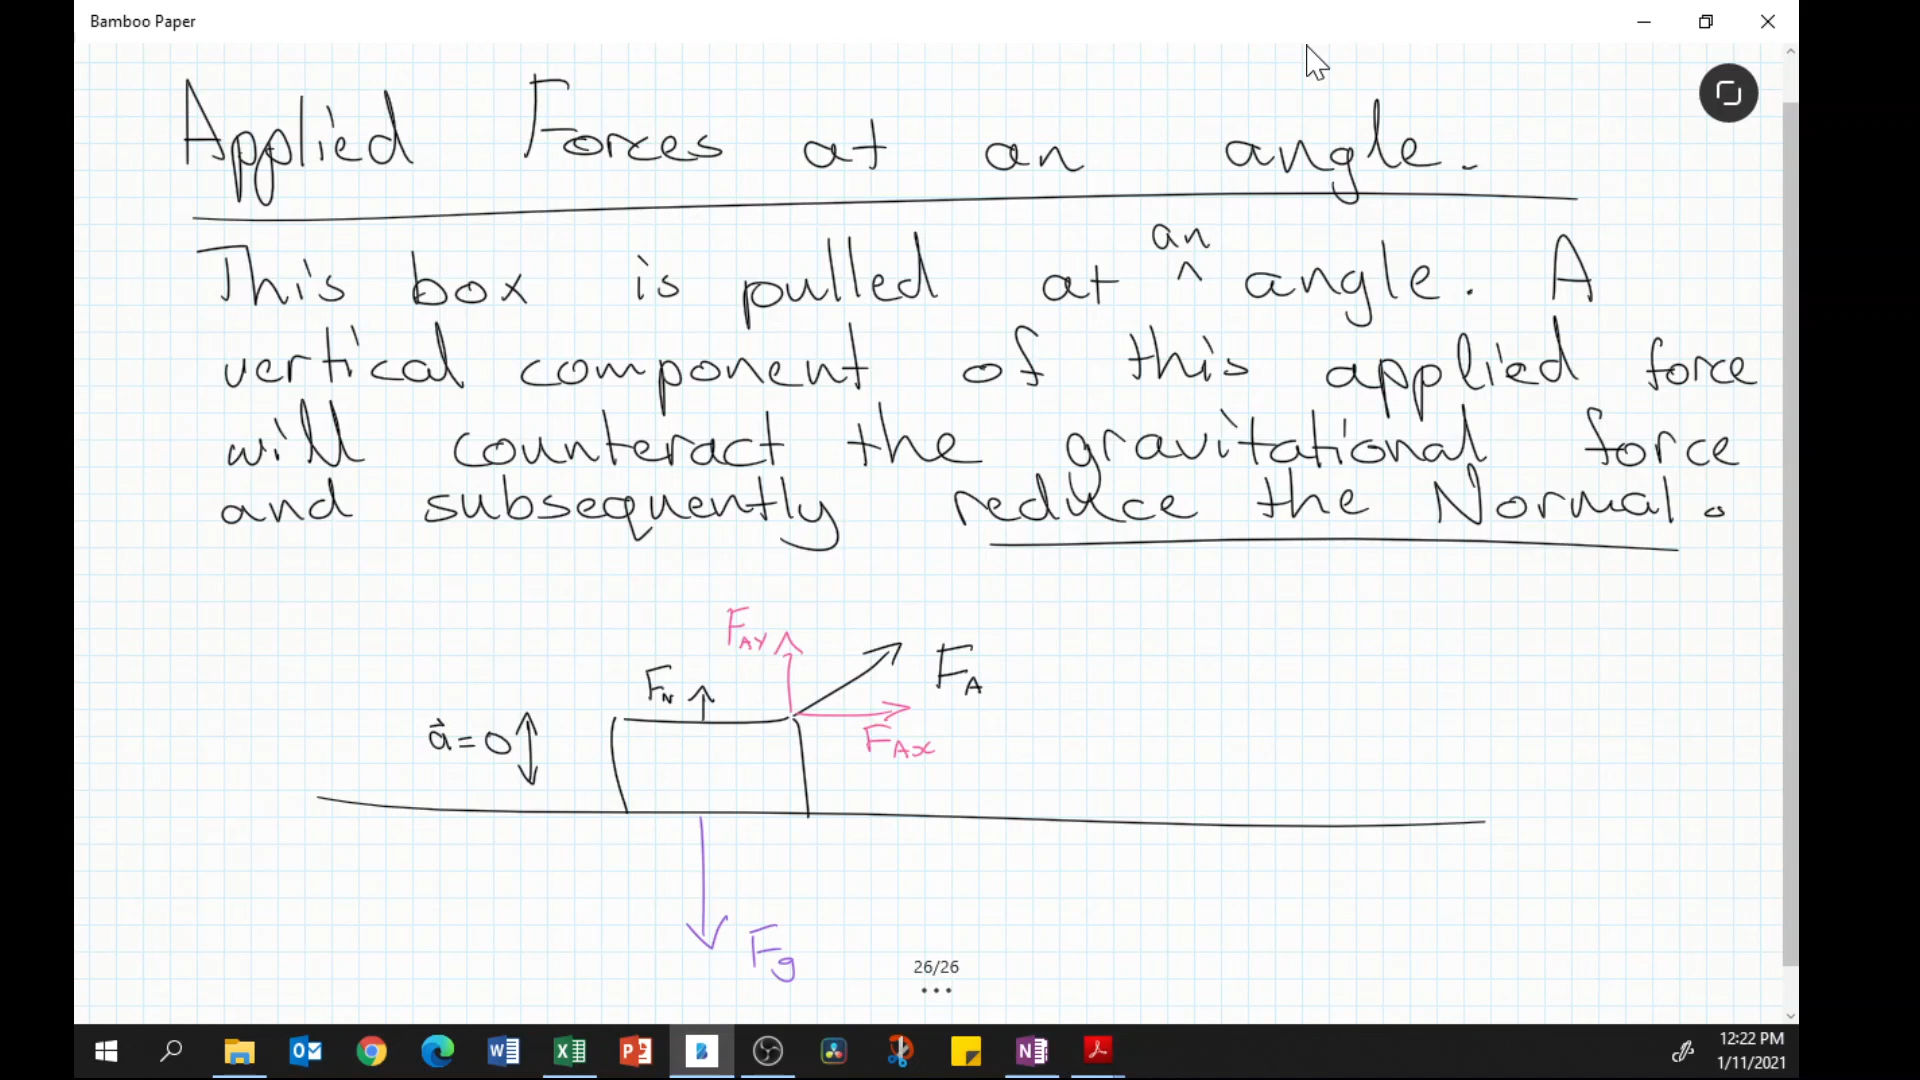 Bamboo Paper
Applied Forces at an angle.
an
This box is pulled at ^ angle. A
vertical component of this applied force
will counteract the gravitational force
and subsequently reduce the Normal.
FAY
FN
FA
a⃗ = 0
FAx
Fg
26/26
12:22 PM
1/11/2021